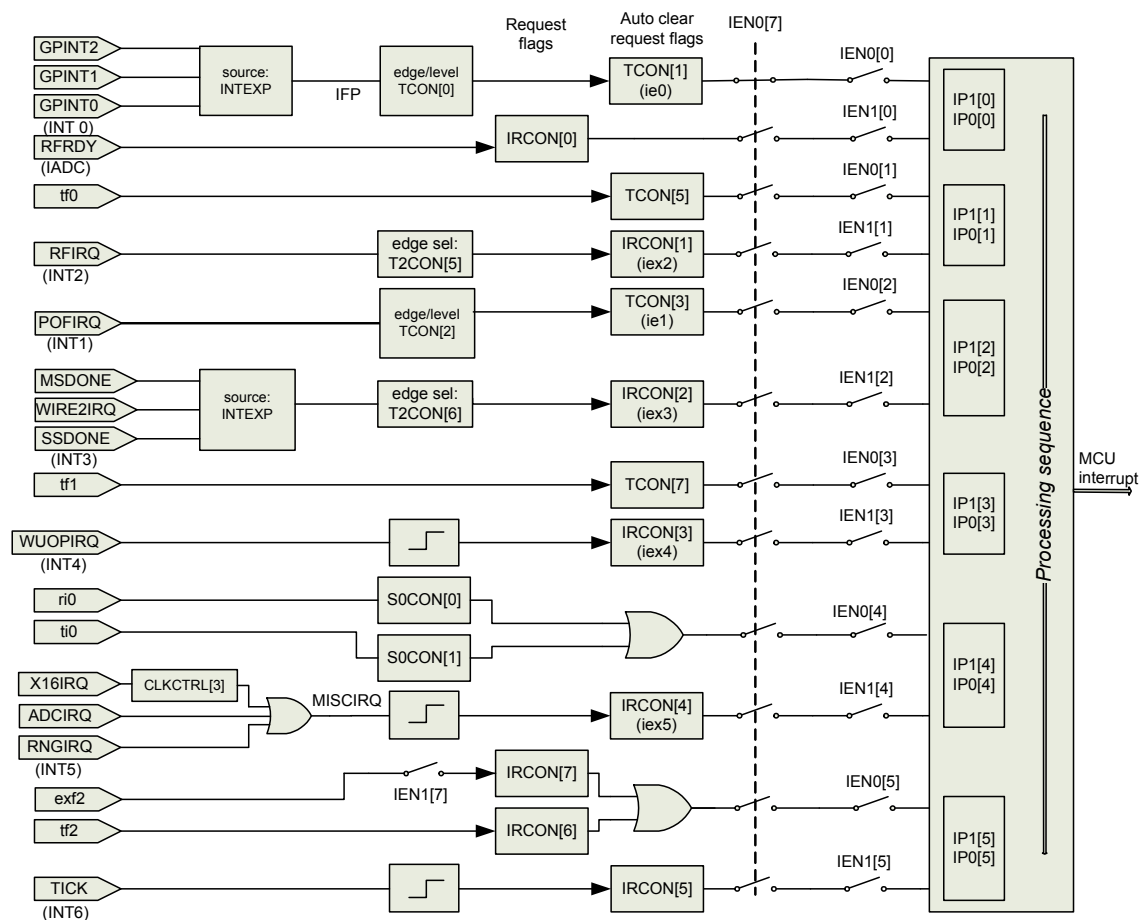 Request flags
Auto clear request flags
IEN0[7]
GPINT2
GPINT1
GPINT0
(INT 0)
source: INTEXP
IFP
edge/level TCON[0]
TCON[1] (ie0)
IEN0[0]
IP1[0]
IP0[0]
RFRDY
(IADC)
IRCON[0]
IEN1[0]
tf0
TCON[5]
IEN0[1]
IP1[1]
IP0[1]
RFIRQ
(INT2)
edge sel: T2CON[5]
IRCON[1] (iex2)
IEN1[1]
POFIRQ
(INT1)
edge/level TCON[2]
TCON[3] (ie1)
IEN0[2]
IP1[2]
IP0[2]
MSDONE
WIRE2IRQ
SSDONE
(INT3)
source: INTEXP
edge sel: T2CON[6]
IRCON[2] (iex3)
IEN1[2]
tf1
TCON[7]
IEN0[3]
IP1[3]
IP0[3]
WUOPIRQ
(INT4)
IRCON[3] (iex4)
IEN1[3]
ri0
S0CON[0]
ti0
S0CON[1]
IEN0[4]
IP1[4]
IP0[4]
X16IRQ
CLKCTRL[3]
ADCIRQ
RNGIRQ
(INT5)
MISCIRQ
IRCON[4] (iex5)
IEN1[4]
exf2
IEN1[7]
IRCON[7]
tf2
IRCON[6]
IEN0[5]
IP1[5]
IP0[5]
TICK
(INT6)
IRCON[5]
IEN1[5]
Processing sequence
MCU interrupt